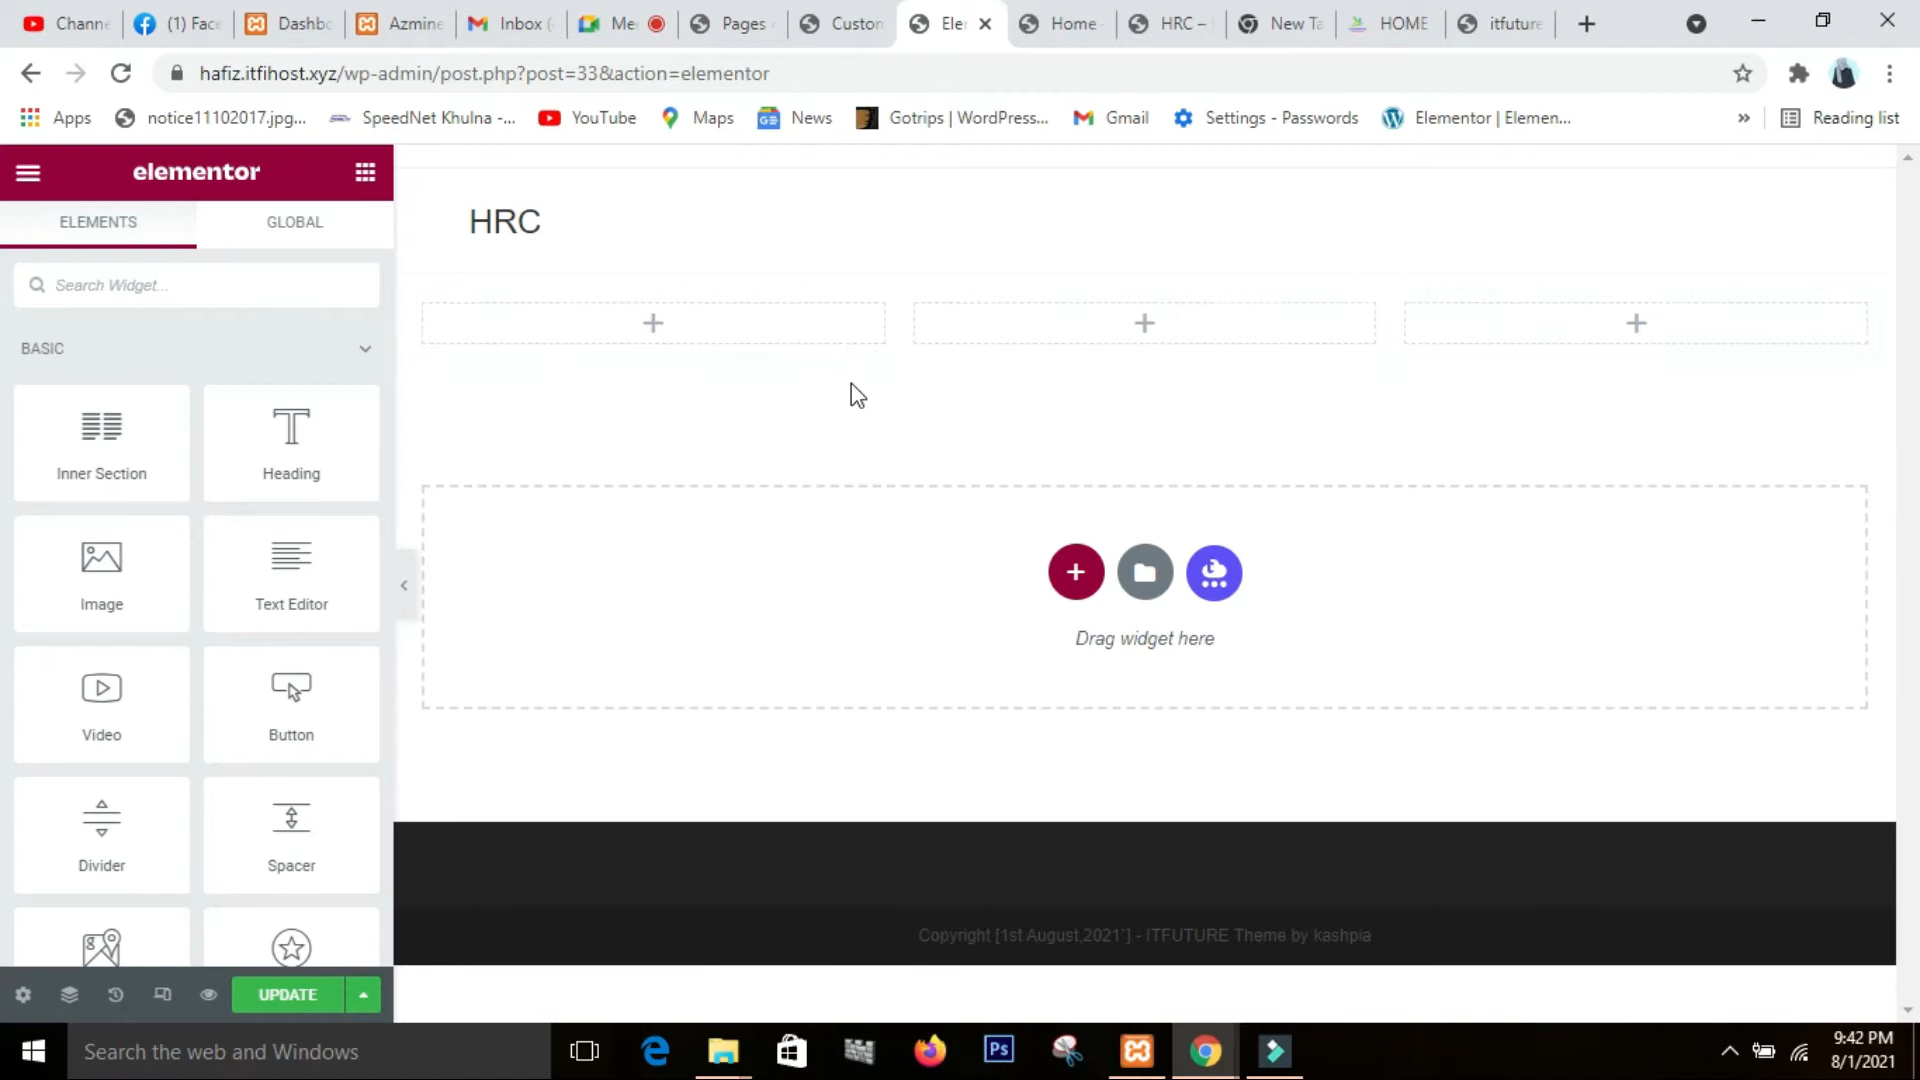 Channe
(1) Face
Dashbo
Azmine
Inbox (
Me
Pages
Custon
Ele
Home
HRC –
New Ta
HOME
itfuture
hafiz.itfihost.xyz/wp-admin/post.php?post=33&action=elementor
Apps
notice11102017.jpg...
SpeedNet Khulna -...
YouTube
Maps
News
Gotrips | WordPress...
Gmail
Settings - Passwords
Elementor | Elemen...
»
Reading list
elementor
ELEMENTS
GLOBAL
Search Widget...
BASIC
Inner Section
Heading
Image
Text Editor
Video
Button
Divider
Spacer
UPDATE
HRC
Drag widget here
Copyright [1st August,2021`] - ITFUTURE Theme by kashpia
Search the web and Windows
Ps
9:42 PM
8/1/2021